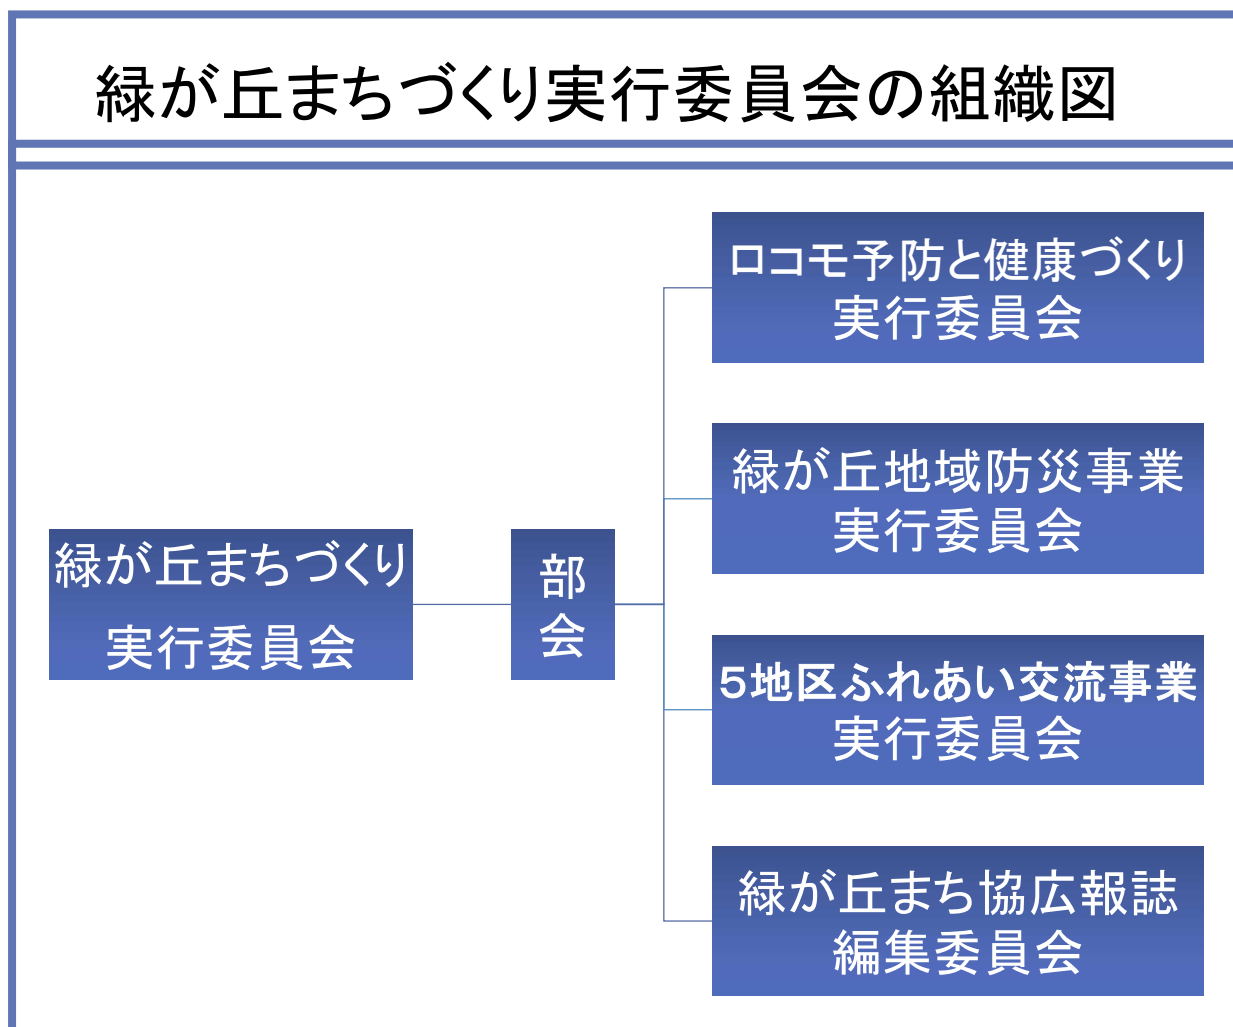 緑が丘まちづくり実行委員会の組織図
ロコモ予防と健康づくり
実行委員会
緑が丘地域防災事業
実行委員会
緑が丘まちづくり
実行委員会
部
会
５地区ふれあい交流事業
実行委員会
緑が丘まち協広報誌
編集委員会